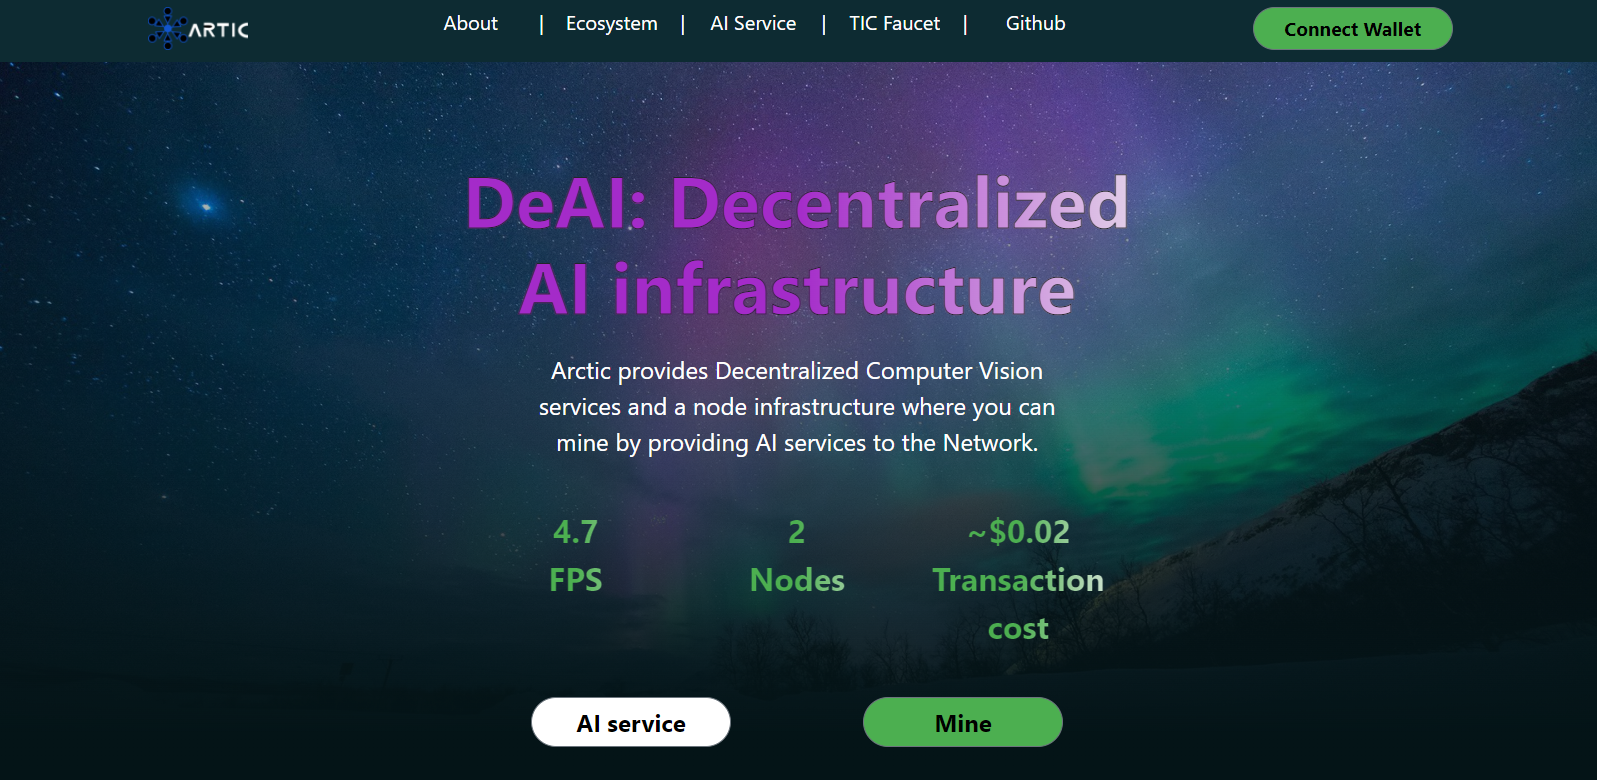 ARTIC
About | Ecosystem | AI Service | TIC Faucet | Github
Connect Wallet
DeAI: Decentralized
AI infrastructure
Arctic provides Decentralized Computer Vision
services and a node infrastructure where you can
mine by providing AI services to the Network.
4.7
FPS
2
Nodes
~$0.02
Transaction
cost
AI service
Mine